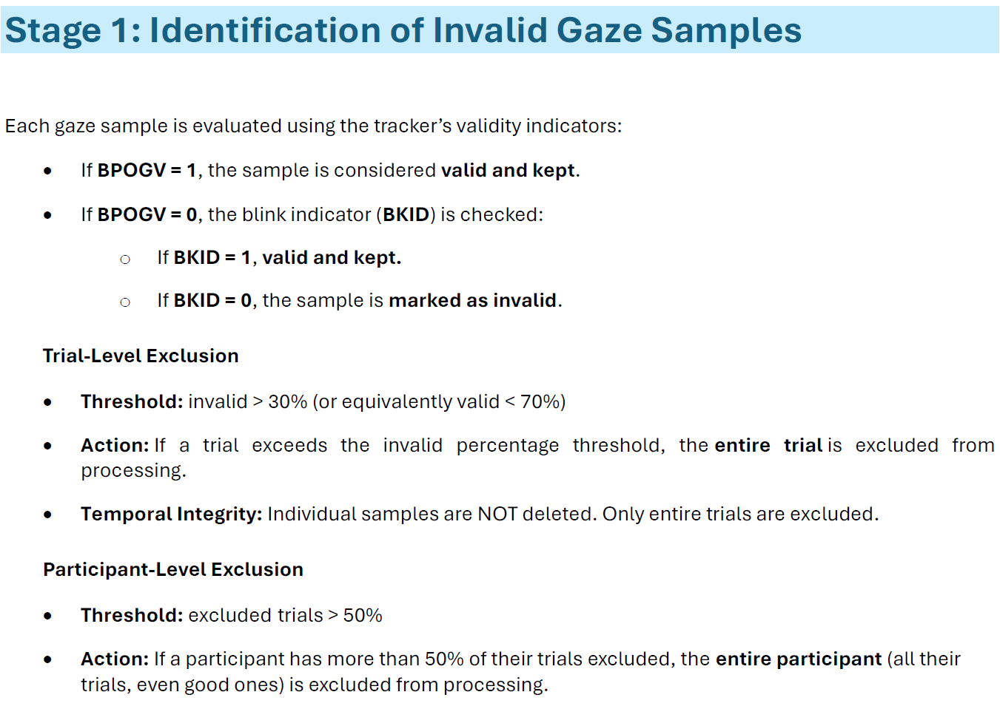 Stage 1: Identification of Invalid Gaze Samples
Each gaze sample is evaluated using the tracker’s validity indicators:
• If BPOGV = 1, the sample is considered valid and kept.
• If BPOGV = 0, the blink indicator (BKID) is checked:
○ If BKID = 1, valid and kept.
○ If BKID = 0, the sample is marked as invalid.
Trial-Level Exclusion
• Threshold: invalid > 30% (or equivalently valid < 70%)
• Action: If a trial exceeds the invalid percentage threshold, the entire trial is excluded from
processing.
• Temporal Integrity: Individual samples are NOT deleted. Only entire trials are excluded.
Participant-Level Exclusion
• Threshold: excluded trials > 50%
• Action: If a participant has more than 50% of their trials excluded, the entire participant (all their
trials, even good ones) is excluded from processing.